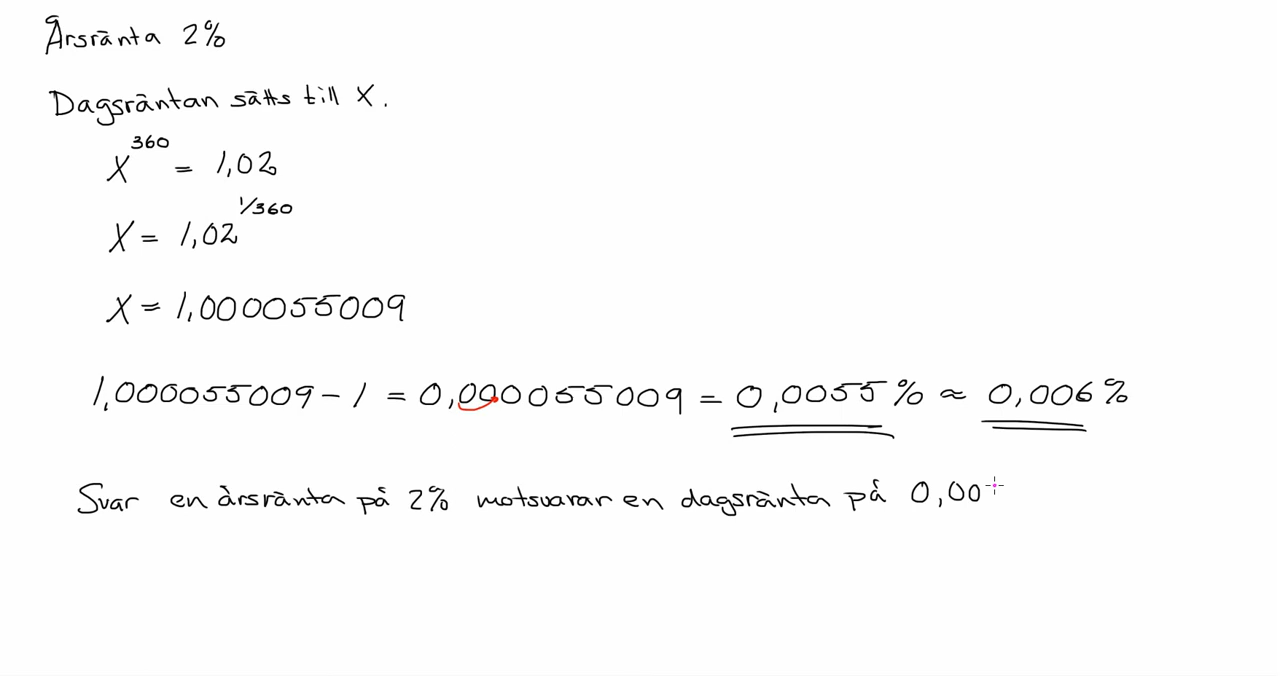 Årsränta 2%
Dagsräntan sätts till X.
X^360 = 1,02
X = 1,02^1/360
X = 1,000055009
1,000055009 - 1 = 0,000055009 = 0,0055% ≈ 0,006%
Svar en årsränta på 2% motsvarar en dagsränta på 0,00